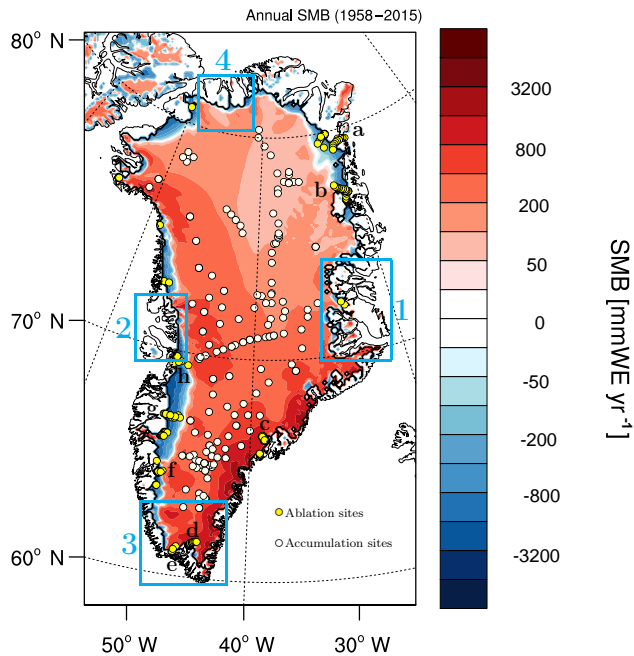 Annual SMB (1958−2015)
80° N
70° N
60° N
50° W
40° W
30° W
4
a
b
1
2
h
g
c
f
3
d
e
Ablation sites
Accumulation sites
3200
800
200
50
0
-50
-200
-800
-3200
SMB [mmWE yr⁻¹]